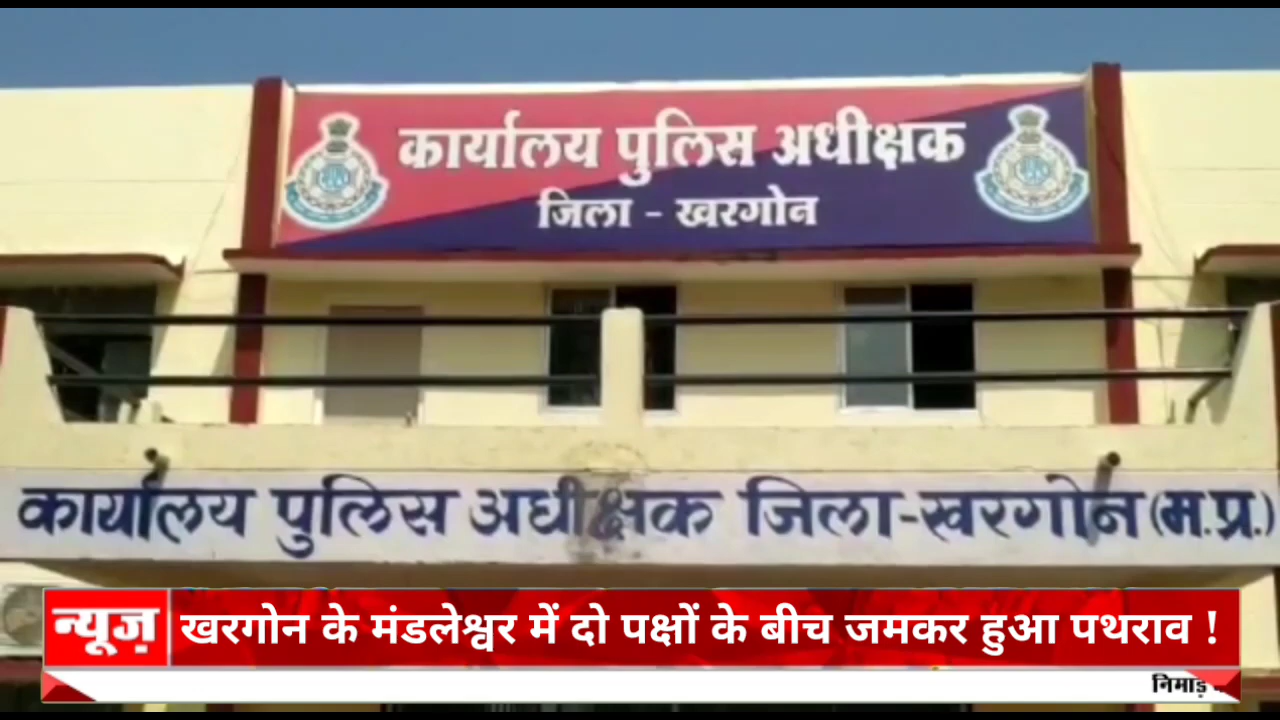 कार्यालय पुलिस अधीक्षक
जिला - खरगोन
कार्यालय पुलिस अधीक्षक जिला-खरगोन (म.प्र.)
न्यूज़
खरगोन के मंडलेश्वर में दो पक्षों के बीच जमकर हुआ पथराव !
निमाड़